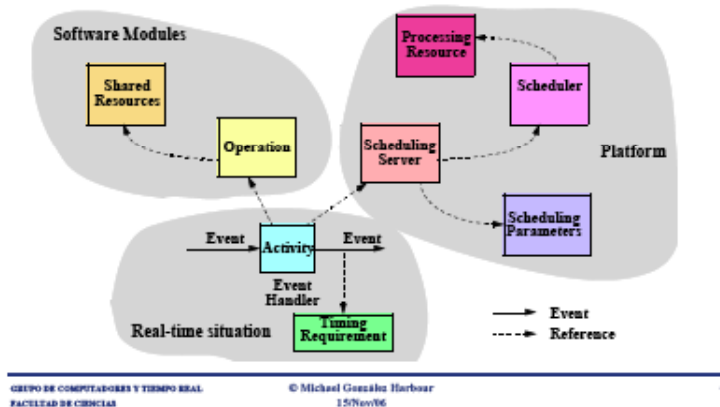 Software Modules
Shared
Resources
Operation
Processing
Resource
Scheduler
Scheduling
Server
Platform
Scheduling
Parameters
Event
Activity
Event
Event
Handler
Timing
Requirement
Real-time situation
Event
Reference
GRUPO DE COMPUTADORES Y TIEMPO REAL
FACULTAD DE CIENCIAS
© Michael González Harbour
15/Nov/06